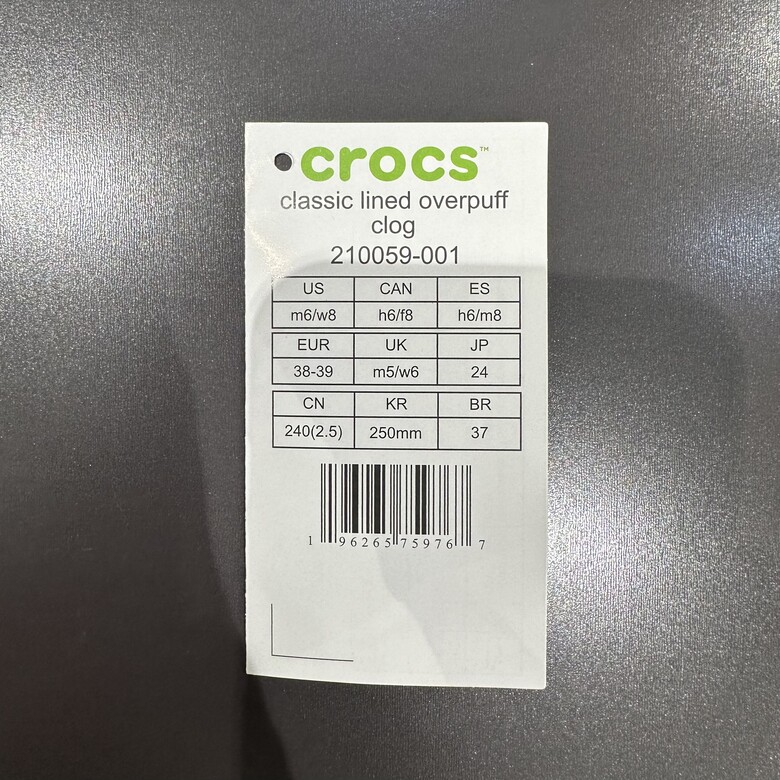 crocs™
classic lined overpuff
clog
210059-001
US CAN ES
m6/w8 h6/f8 h6/m8
EUR UK JP
38-39 m5/w6 24
CN KR BR
240(2.5) 250mm 37
1 96265 75976 7